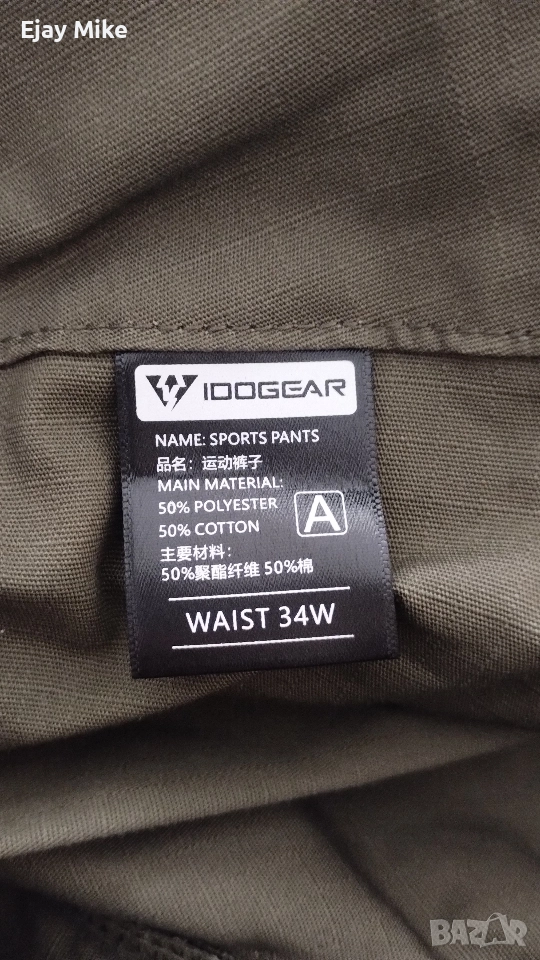 Ejay Mike
IDOGEAR
NAME: SPORTS PANTS
品名：运动裤子
MAIN MATERIAL:
50% POLYESTER
50% COTTON
A
主要材料：
50%聚酯纤维 50%棉
WAIST 34W
BAZAR